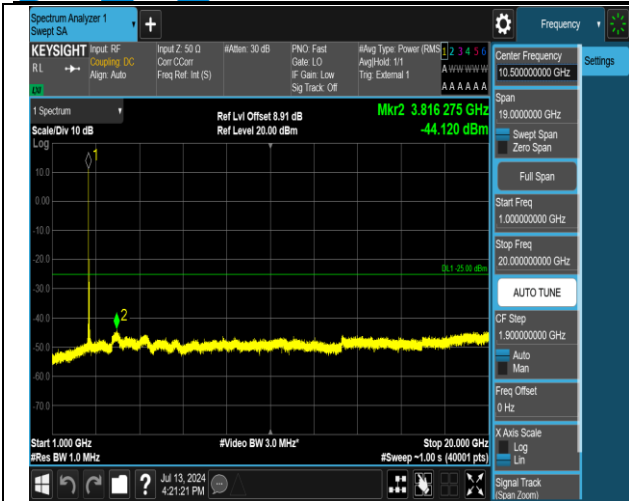 Spectrum Analyzer 1
Swept SA
Frequency
KEYSIGHT
RL
LNI
Input: RF
Coupling: DC
Align: Auto
Input Z: 50 Ω
Corr CCorr
Freq Ref: Int (S)
#Atten: 30 dB
PNO: Fast
Gate: LO
IF Gain: Low
Sig Track: Off
#Avg Type: Power (RMS
Avg|Hold: 1/1
Trig: External 1
1 2 3 4 5 6
A W W W W W
A A A A A A
1 Spectrum
Scale/Div 10 dB
Log
Ref Lvl Offset 8.91 dB
Ref Level 20.00 dBm
Mkr2 3.816 275 GHz
-44.120 dBm
1
10.0
0.00
-10.0
-20.0
DL1 -25.00 dBm
-30.0
-40.0
2
-50.0
-60.0
-70.0
Start 1.000 GHz
#Res BW 1.0 MHz
#Video BW 3.0 MHz*
Stop 20.000 GHz
#Sweep ~1.00 s (40001 pts)
?
Jul 13, 2024
4:21:21 PM
Center Frequency
10.500000000 GHz
Settings
Span
19.0000000 GHz
Swept Span
Zero Span
Full Span
Start Freq
1.000000000 GHz
Stop Freq
20.000000000 GHz
AUTO TUNE
CF Step
1.900000000 GHz
Auto
Man
Freq Offset
0 Hz
X Axis Scale
Log
Lin
Signal Track
(Span Zoom)